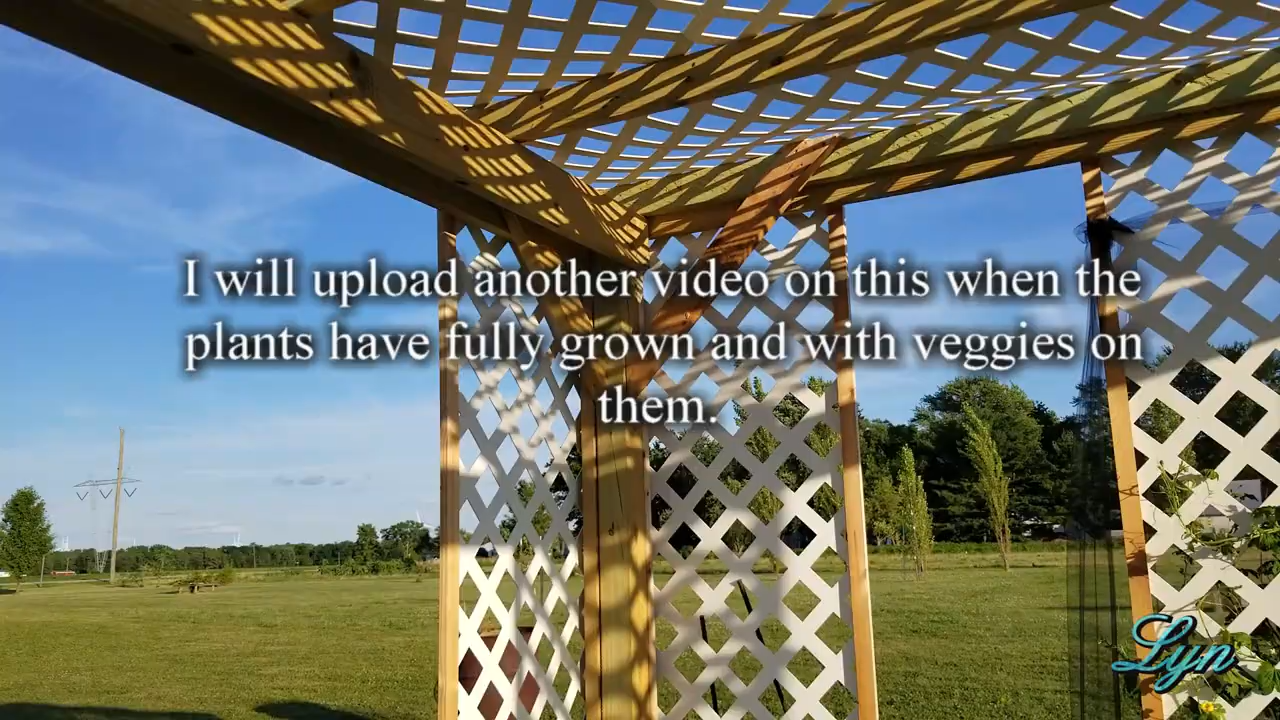 I will upload another video on this when the
plants have fully grown and with veggies on
them.
Lyn